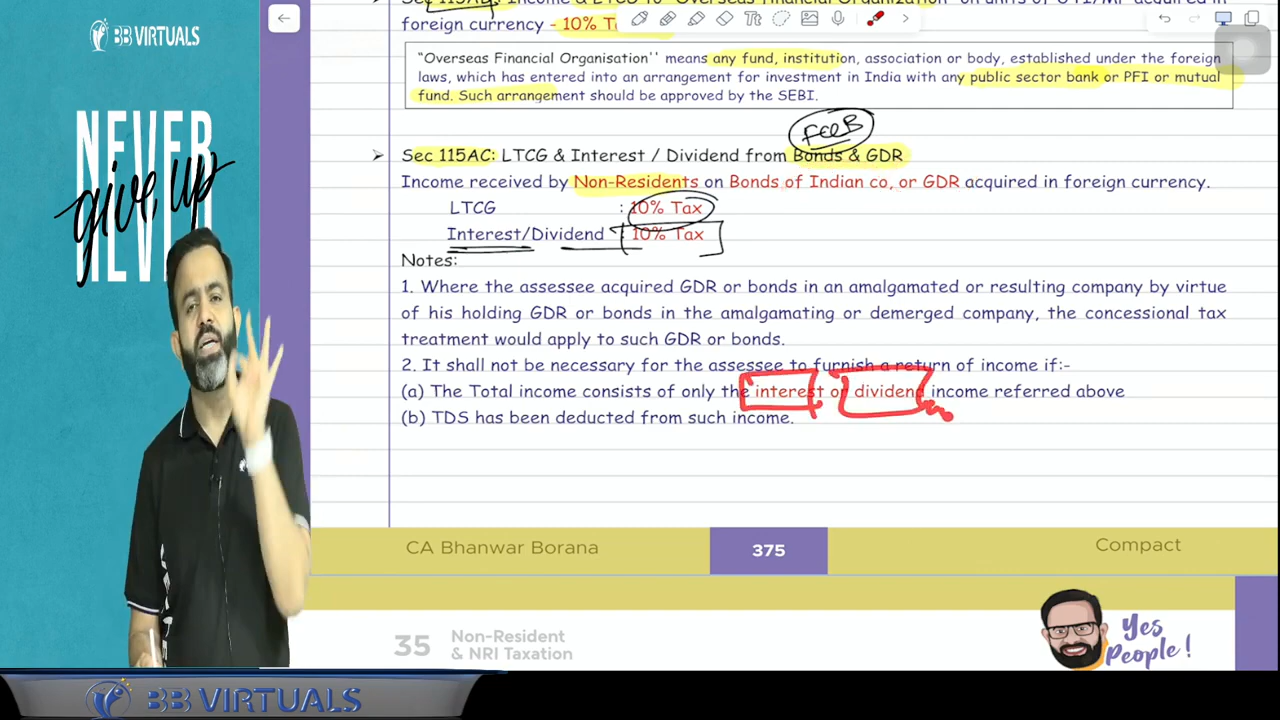 BB VIRTUALS
NEVER
give up
NEVER
foreign currency - 10% T
"Overseas Financial Organisation'' means any fund, institution, association or body, established under the foreign
laws, which has entered into an arrangement for investment in India with any public sector bank or PFI or mutual
fund. Such arrangement should be approved by the SEBI.
FCCB
➤ Sec 115AC: LTCG & Interest / Dividend from Bonds & GDR
Income received by Non-Residents on Bonds of Indian co, or GDR acquired in foreign currency.
LTCG : 10% Tax
Interest/Dividend : 10% Tax
Notes:
1. Where the assessee acquired GDR or bonds in an amalgamated or resulting company by virtue
of his holding GDR or bonds in the amalgamating or demerged company, the concessional tax
treatment would apply to such GDR or bonds.
2. It shall not be necessary for the assessee to furnish a return of income if:-
(a) The Total income consists of only the interest or dividend income referred above
(b) TDS has been deducted from such income.
CA Bhanwar Borana
375
Compact
35
Non-Resident
& NRI Taxation
Yes
People !
BB VIRTUALS